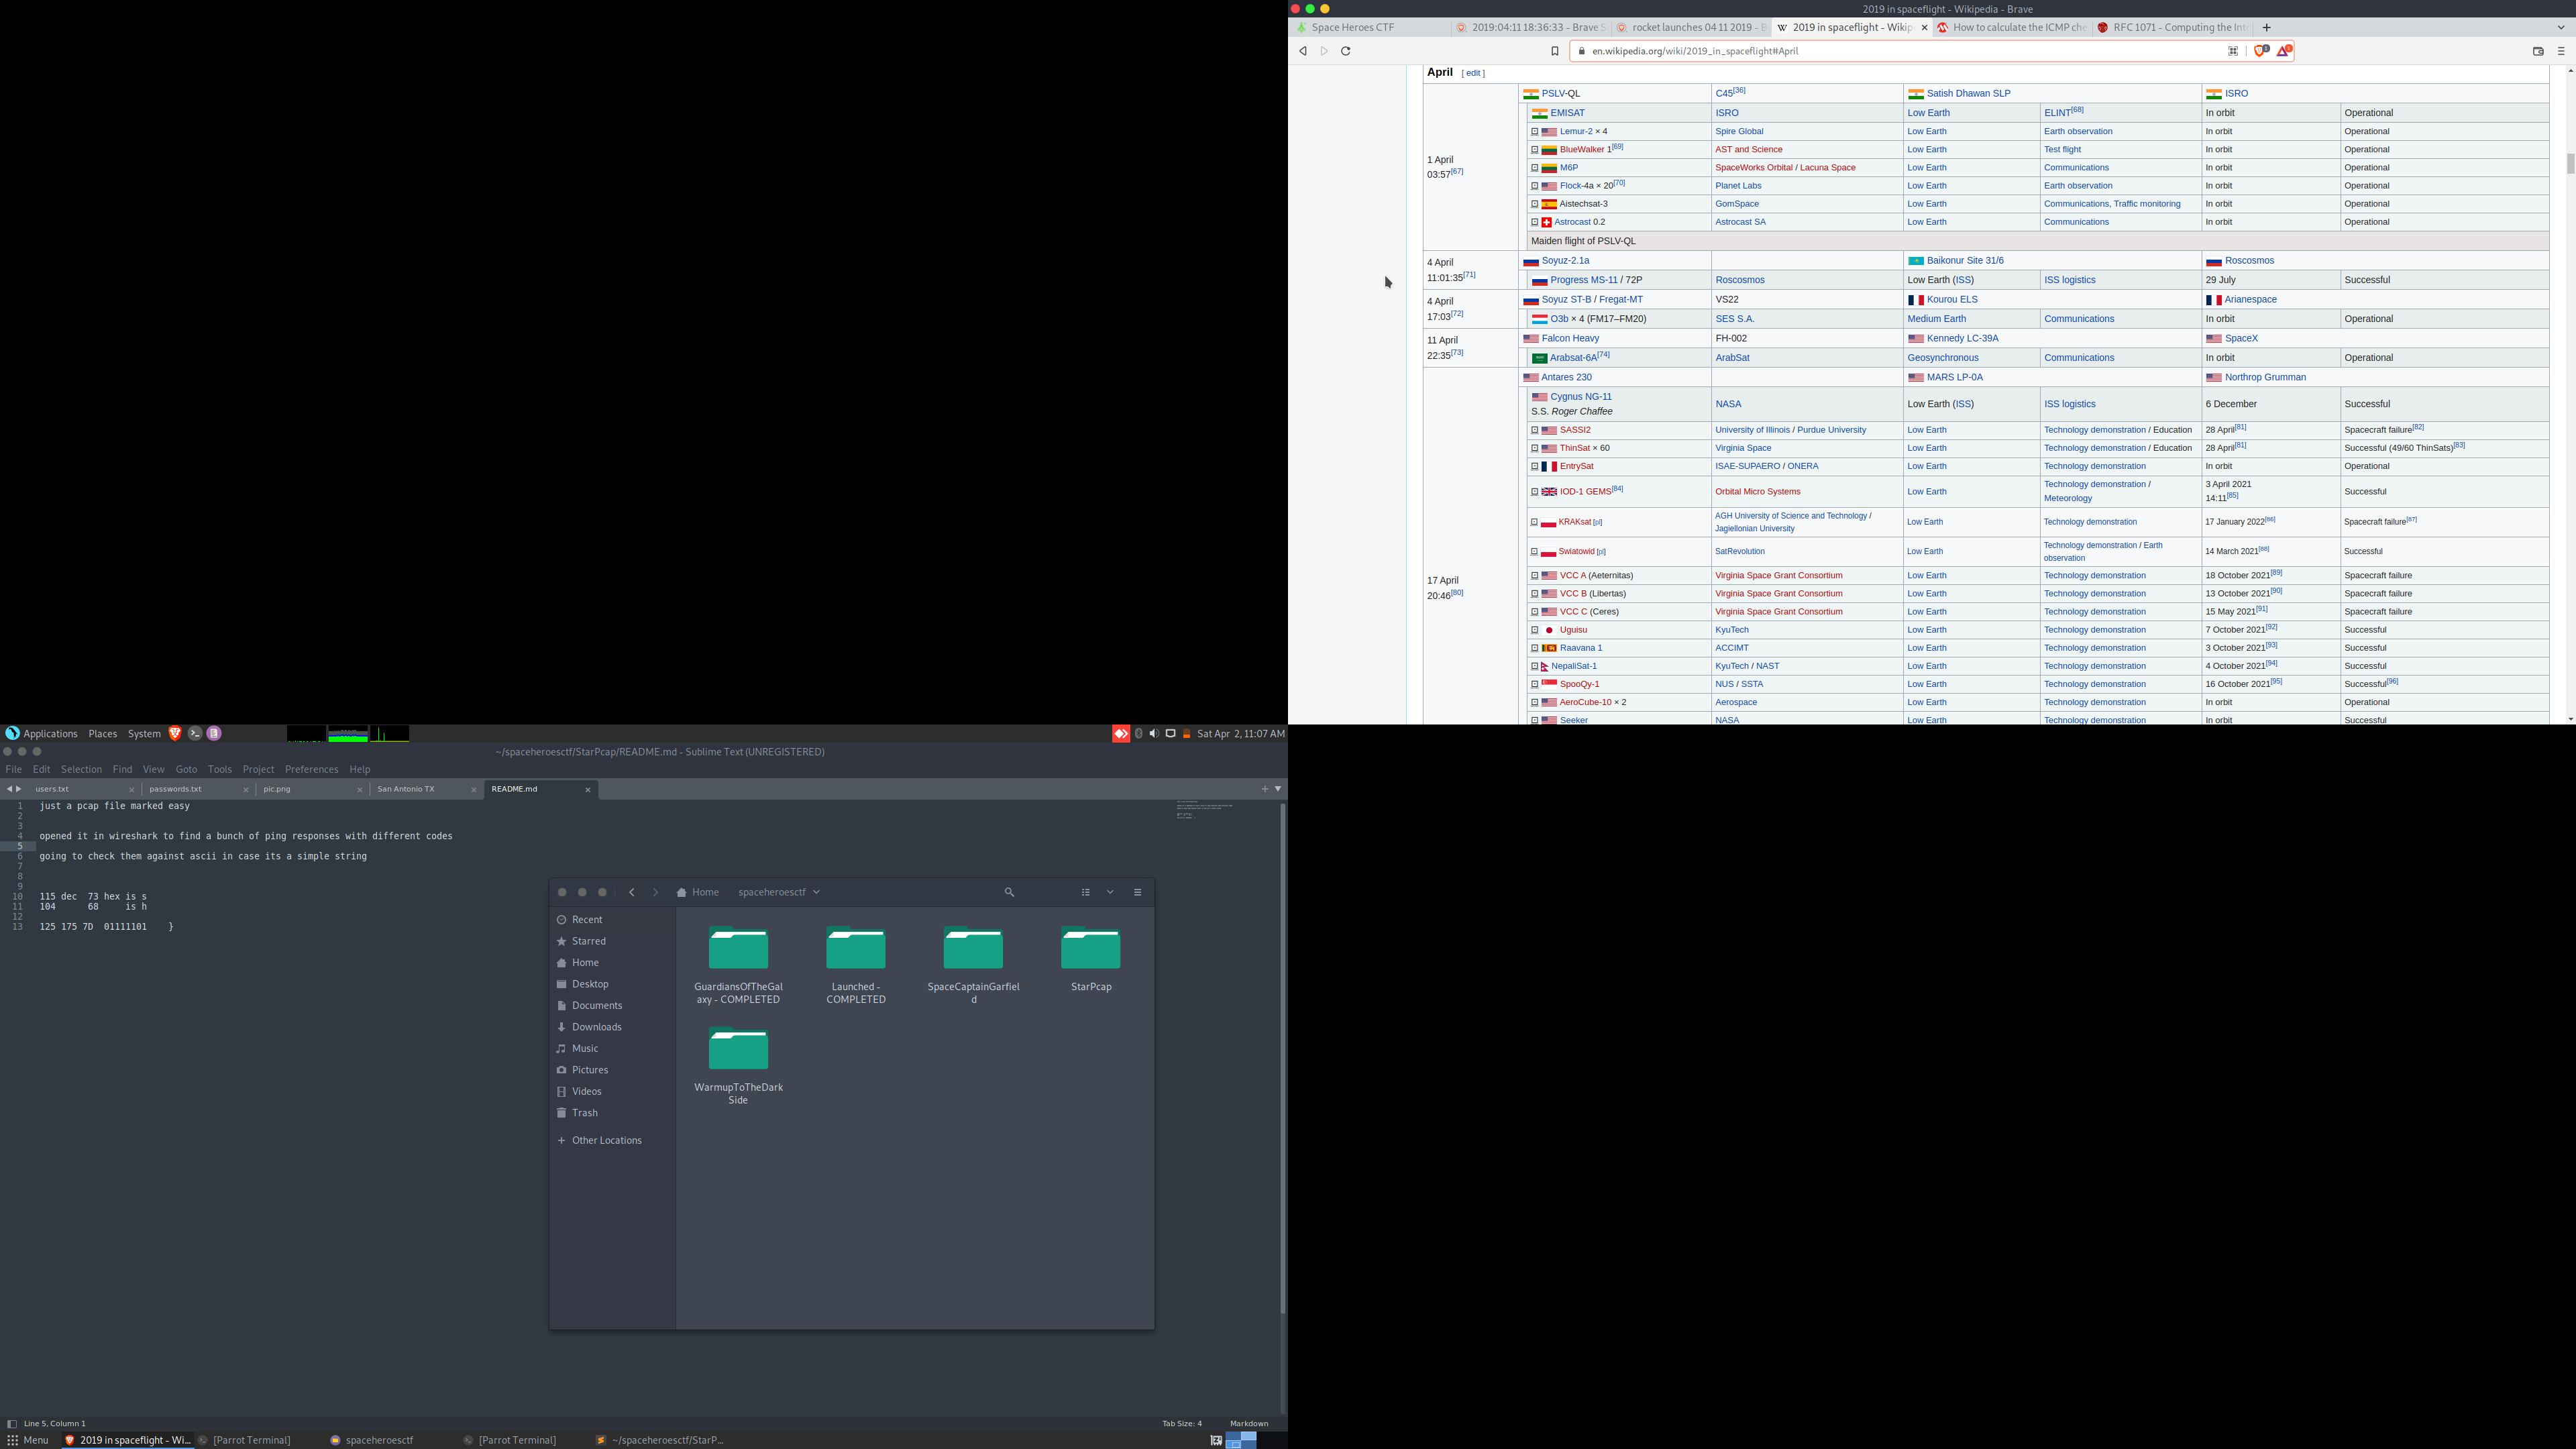 2019 in spaceflight - Wikipedia - Brave
Space Heroes CTF
2019:04:11 18:36:33 - Brave S
rocket launches 04 11 2019 - B
2019 in spaceflight - Wikip
How to calculate the ICMP che
RFC 1071 - Computing the Int
en.wikipedia.org/wiki/2019_in_spaceflight#April
April [ edit ]
1 April
03:57[67]
PSLV-QL C45[36] Satish Dhawan SLP ISRO
EMISAT ISRO Low Earth ELINT[68] In orbit Operational
Lemur-2 × 4 Spire Global Low Earth Earth observation In orbit Operational
BlueWalker 1[69] AST and Science Low Earth Test flight In orbit Operational
M6P SpaceWorks Orbital / Lacuna Space Low Earth Communications In orbit Operational
Flock-4a × 20[70] Planet Labs Low Earth Earth observation In orbit Operational
Aistechsat-3 GomSpace Low Earth Communications, Traffic monitoring In orbit Operational
Astrocast 0.2 Astrocast SA Low Earth Communications In orbit Operational
Maiden flight of PSLV-QL
4 April
11:01:35[71]
Soyuz-2.1a Baikonur Site 31/6 Roscosmos
Progress MS-11 / 72P Roscosmos Low Earth (ISS) ISS logistics 29 July Successful
4 April
17:03[72]
Soyuz ST-B / Fregat-MT VS22 Kourou ELS Arianespace
O3b × 4 (FM17–FM20) SES S.A. Medium Earth Communications In orbit Operational
11 April
22:35[73]
Falcon Heavy FH-002 Kennedy LC-39A SpaceX
Arabsat-6A[74] ArabSat Geosynchronous Communications In orbit Operational
17 April
20:46[80]
Antares 230 MARS LP-0A Northrop Grumman
Cygnus NG-11
S.S. Roger Chaffee
NASA Low Earth (ISS) ISS logistics 6 December Successful
SASSI2 University of Illinois / Purdue University Low Earth Technology demonstration / Education 28 April[81] Spacecraft failure[82]
ThinSat × 60 Virginia Space Low Earth Technology demonstration / Education 28 April[81] Successful (49/60 ThinSats)[83]
EntrySat ISAE-SUPAERO / ONERA Low Earth Technology demonstration In orbit Operational
IOD-1 GEMS[84] Orbital Micro Systems Low Earth
Technology demonstration /
Meteorology
3 April 2021
14:11[85]
Successful
KRAKsat [pl]
AGH University of Science and Technology /
Jagiellonian University
Low Earth Technology demonstration 17 January 2022[86] Spacecraft failure[87]
Swiatowid [pl] SatRevolution Low Earth
Technology demonstration / Earth
observation
14 March 2021[88] Successful
VCC A (Aeternitas) Virginia Space Grant Consortium Low Earth Technology demonstration 18 October 2021[89] Spacecraft failure
VCC B (Libertas) Virginia Space Grant Consortium Low Earth Technology demonstration 13 October 2021[90] Spacecraft failure
VCC C (Ceres) Virginia Space Grant Consortium Low Earth Technology demonstration 15 May 2021[91] Spacecraft failure
Uguisu KyuTech Low Earth Technology demonstration 7 October 2021[92] Successful
Raavana 1 ACCIMT Low Earth Technology demonstration 3 October 2021[93] Successful
NepaliSat-1 KyuTech / NAST Low Earth Technology demonstration 4 October 2021[94] Successful
SpooQy-1 NUS / SSTA Low Earth Technology demonstration 16 October 2021[95] Successful[96]
AeroCube-10 × 2 Aerospace Low Earth Technology demonstration In orbit Operational
Seeker NASA Low Earth Technology demonstration In orbit Successful
Applications Places System
Sat Apr 2, 11:07 AM
~/spaceheroesctf/StarPcap/README.md - Sublime Text (UNREGISTERED)
File Edit Selection Find View Goto Tools Project Preferences Help
users.txt passwords.txt pic.png San Antonio TX README.md
1 just a pcap file marked easy
2
3
4 opened it in wireshark to find a bunch of ping responses with different codes
5
6 going to check them against ascii in case its a simple string
7
8
9
10 115 dec 73 hex is s
11 104 68 is h
12
13 125 175 7D 01111101 }
Home spaceheroesctf
Recent
Starred
Home
Desktop
Documents
Downloads
Music
Pictures
Videos
Trash
Other Locations
GuardiansOfTheGal
axy - COMPLETED
Launched -
COMPLETED
SpaceCaptainGarfiel
d
StarPcap
WarmupToTheDark
Side
Line 5, Column 1
Tab Size: 4 Markdown
Menu 2019 in spaceflight - Wi... [Parrot Terminal] spaceheroesctf [Parrot Terminal] ~/spaceheroesctf/StarP...